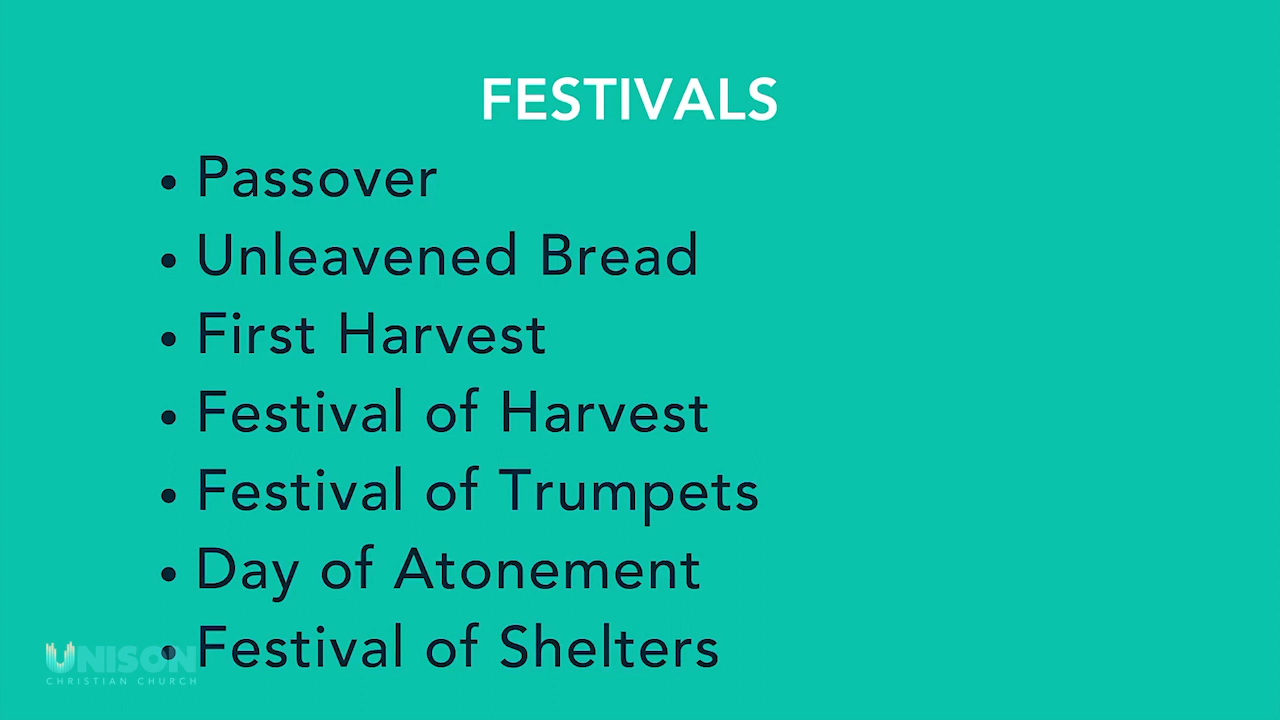 FESTIVALS
• Passover
• Unleavened Bread
• First Harvest
• Festival of Harvest
• Festival of Trumpets
• Day of Atonement
• Festival of Shelters
UNISON
CHRISTIAN CHURCH